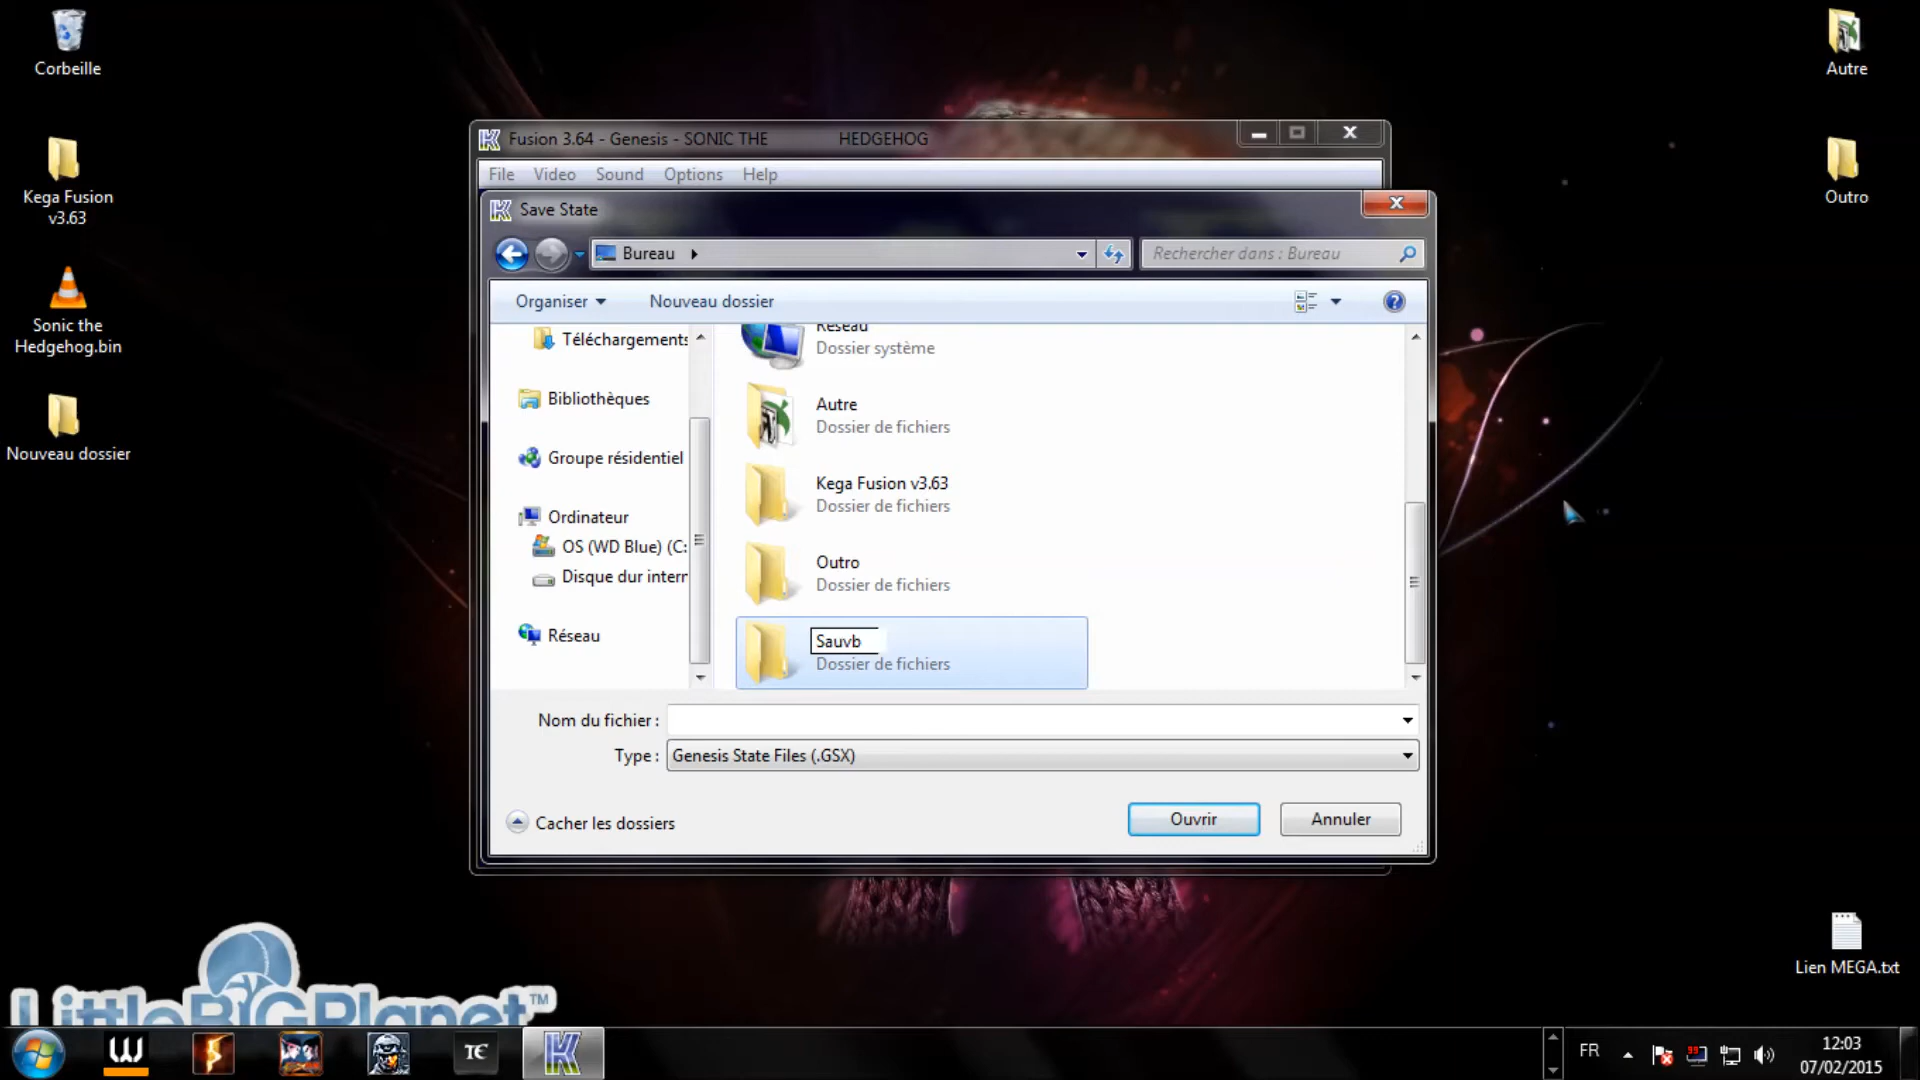 Corbeille
Kega Fusion
v3.63
Sonic the
Hedgehog.bin
Nouveau dossier
Autre
Outro
Lien MEGA.txt
Fusion 3.64 - Genesis - SONIC THE HEDGEHOG
File Video Sound Options Help
Save State
Bureau
Rechercher dans : Bureau
Organiser
Nouveau dossier
Téléchargements
Bibliothèques
Groupe résidentiel
Ordinateur
OS (WD Blue) (C:
Disque dur intern
Réseau
Réseau
Dossier système
Autre
Dossier de fichiers
Kega Fusion v3.63
Dossier de fichiers
Outro
Dossier de fichiers
Sauvb
Dossier de fichiers
Nom du fichier :
Type : Genesis State Files (.GSX)
Cacher les dossiers
Ouvrir
Annuler
LittleBIGPlanet™
FR
12:03
07/02/2015